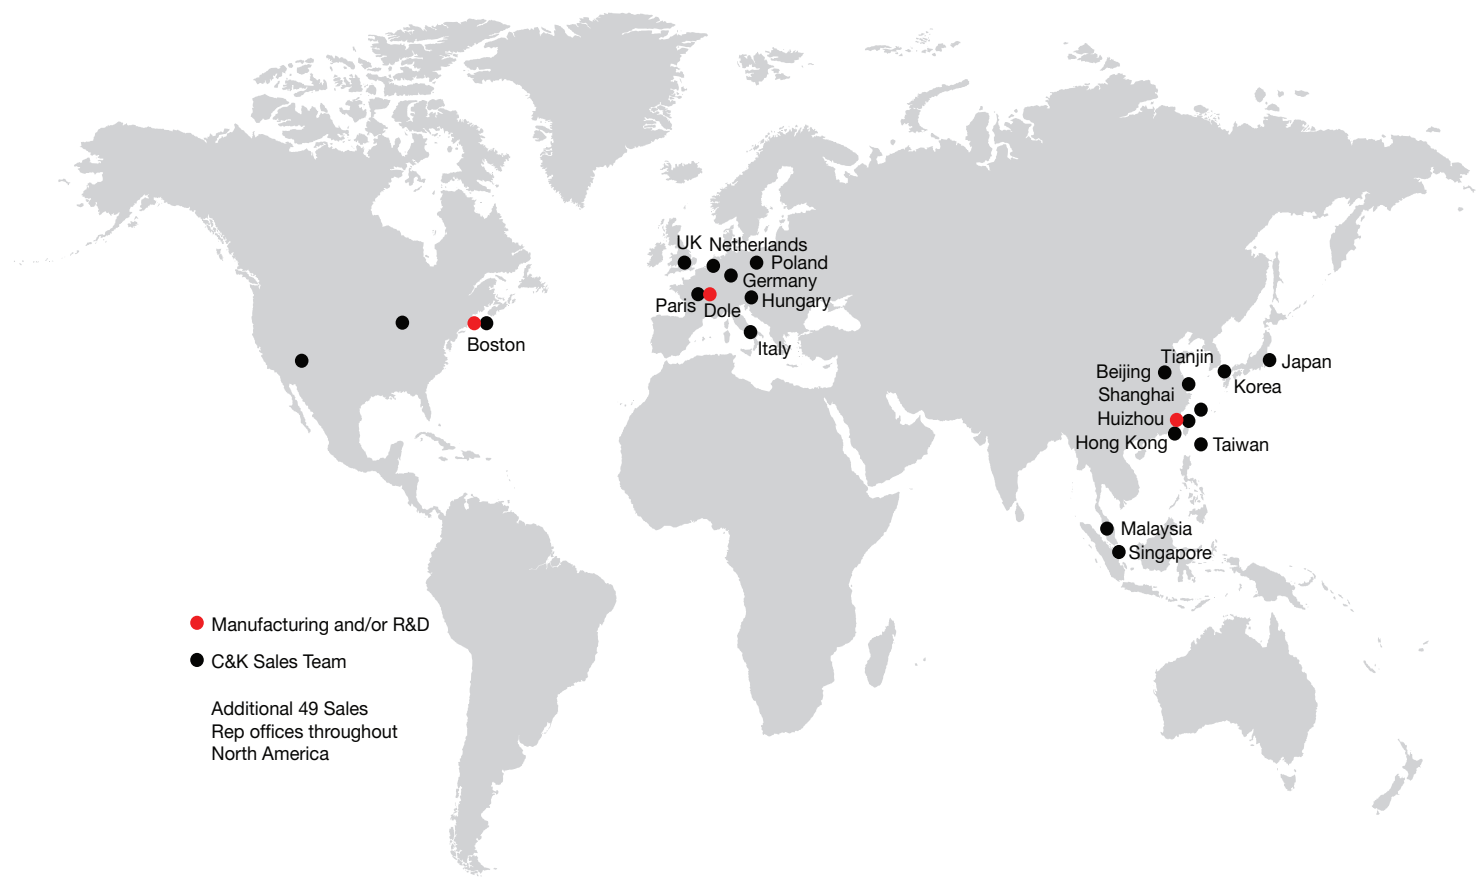 UK
Netherlands
Poland
Germany
Paris
Dole
Hungary
Italy
Boston
Tianjin
Beijing
Japan
Shanghai
Korea
Huizhou
Hong Kong
Taiwan
Malaysia
Singapore
Manufacturing and/or R&D
C&K Sales Team
Additional 49 Sales
Rep offices throughout
North America